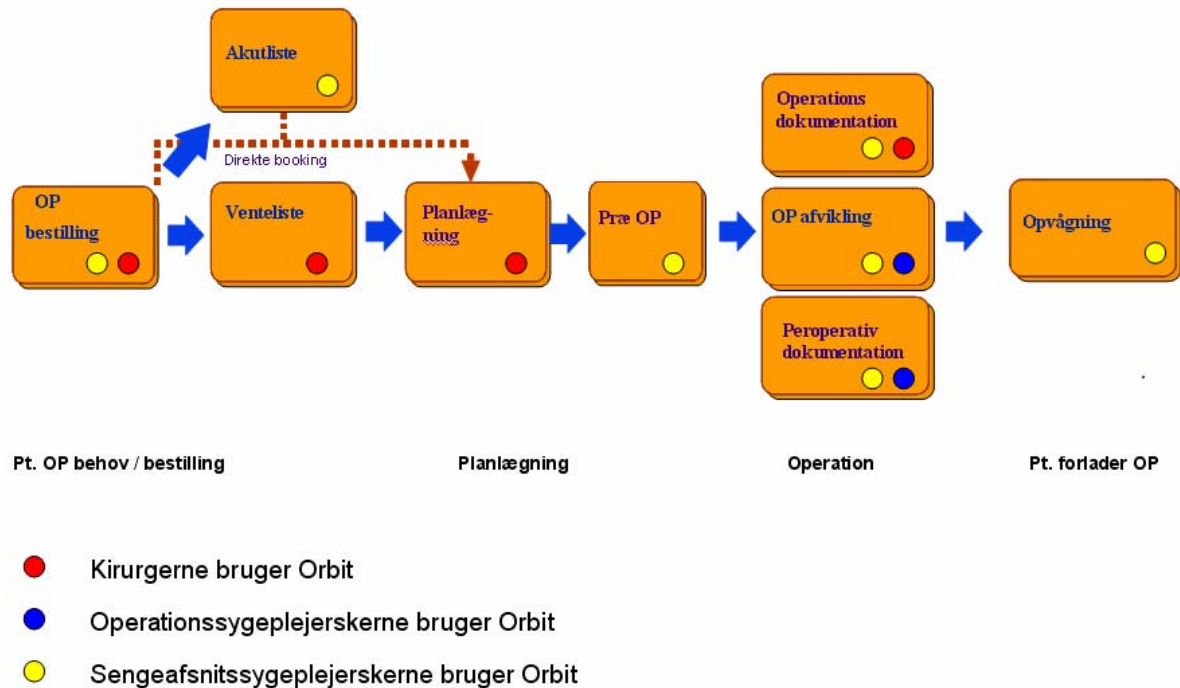 Akutliste
Operations
dokumentation
Direkte booking
OP
bestilling
Venteliste
Planlæg-
ning
Præ OP
OP afvikling
Opvågning
Peroperativ
dokumentation
Pt. OP behov / bestilling
Planlægning
Operation
Pt. forlader OP
Kirurgerne bruger Orbit
Operationssygeplejerskerne bruger Orbit
Sengeafsnitssygeplejerskerne bruger Orbit